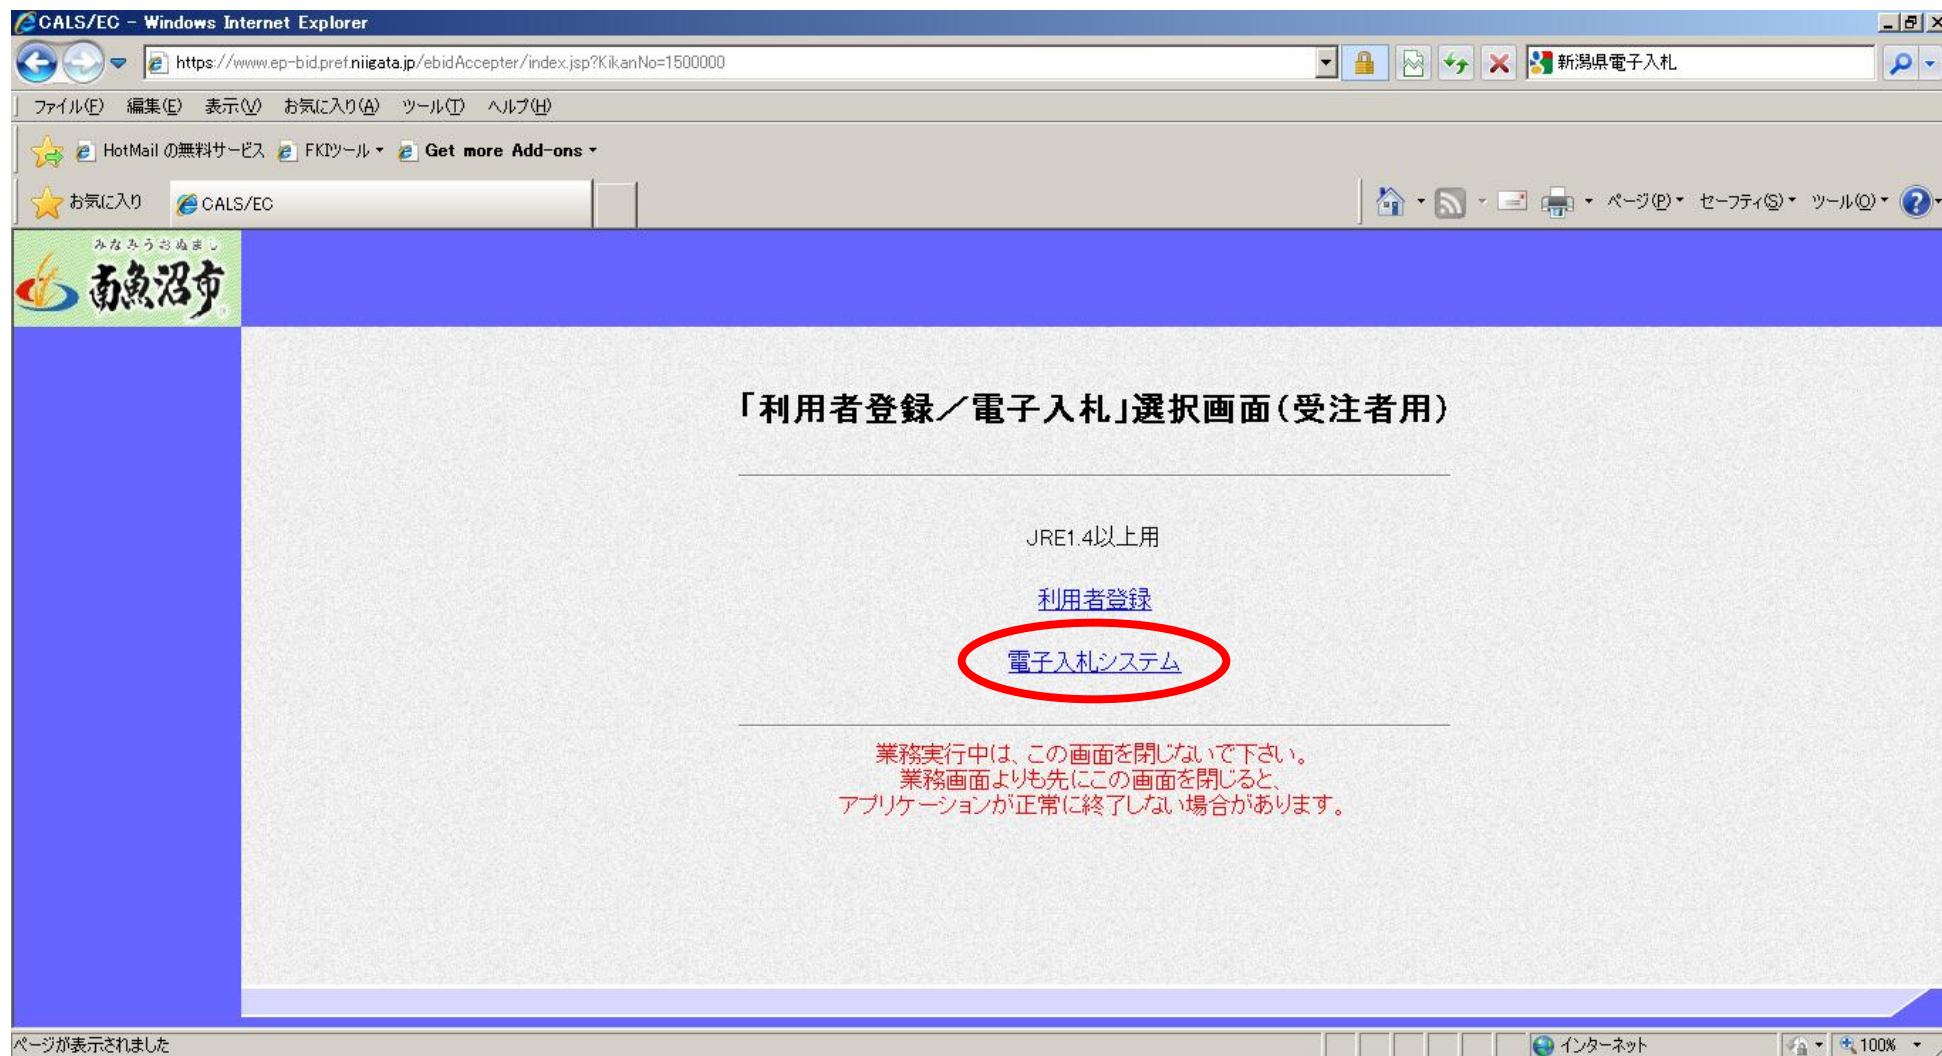 CALS/EC - Windows Internet Explorer
https://www.ep-bid.pref.niigata.jp/ebidAccepter/index.jsp?KikanNo=1500000
新潟県電子入札
ファイル(F) 編集(E) 表示(V) お気に入り(A) ツール(T) ヘルプ(H)
HotMail の無料サービス FKIツール Get more Add-ons
お気に入り CALS/EC ページ(P) セーフティ(S) ツール(O)
みなみうおぬまし
南魚沼市
「利用者登録／電子入札」選択画面(受注者用)
JRE1.4以上用
利用者登録
電子入札システム
業務実行中は、この画面を閉じないで下さい。
業務画面よりも先にこの画面を閉じると、
アプリケーションが正常に終了しない場合があります。
ページが表示されました インターネット 100%